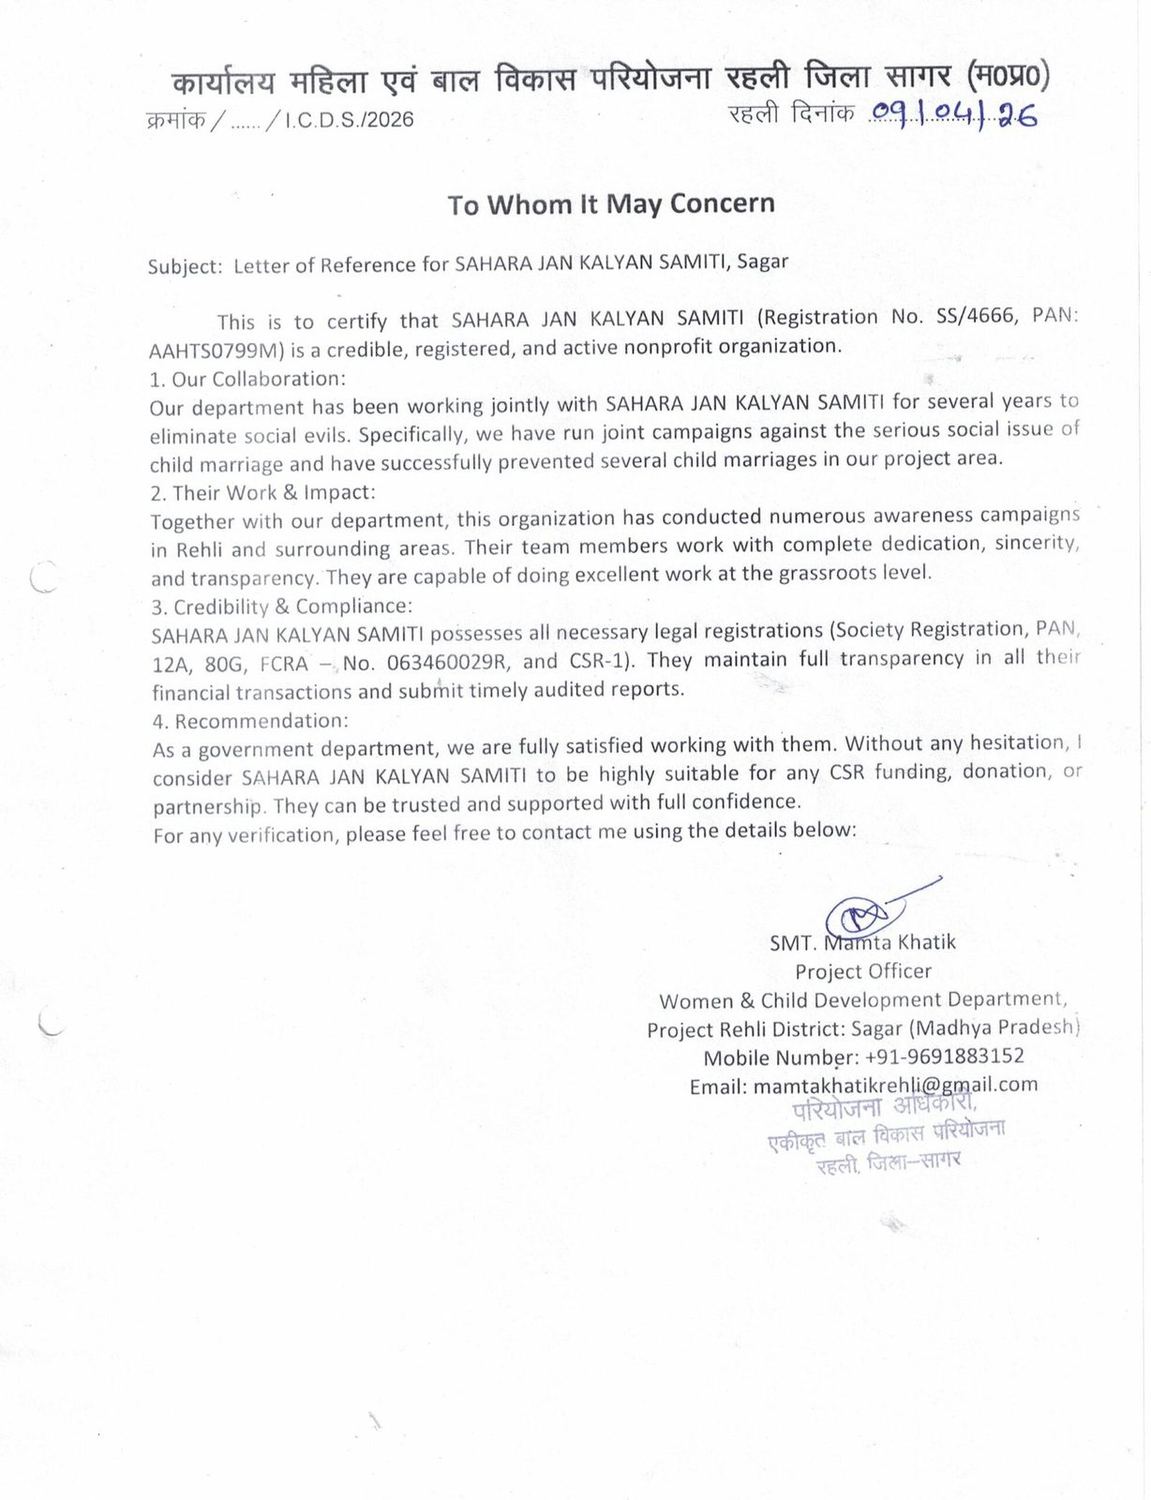 कार्यालय महिला एवं बाल विकास परियोजना रहली जिला सागर (म0प्र0)
क्रमांक / ...... / I.C.D.S./2026 रहली दिनांक 09/04/26
To Whom It May Concern
Subject: Letter of Reference for SAHARA JAN KALYAN SAMITI, Sagar
This is to certify that SAHARA JAN KALYAN SAMITI (Registration No. SS/4666, PAN:
AAHTS0799M) is a credible, registered, and active nonprofit organization.
1. Our Collaboration:
Our department has been working jointly with SAHARA JAN KALYAN SAMITI for several years to
eliminate social evils. Specifically, we have run joint campaigns against the serious social issue of
child marriage and have successfully prevented several child marriages in our project area.
2. Their Work & Impact:
Together with our department, this organization has conducted numerous awareness campaigns
in Rehli and surrounding areas. Their team members work with complete dedication, sincerity,
and transparency. They are capable of doing excellent work at the grassroots level.
3. Credibility & Compliance:
SAHARA JAN KALYAN SAMITI possesses all necessary legal registrations (Society Registration, PAN,
12A, 80G, FCRA – No. 063460029R, and CSR-1). They maintain full transparency in all their
financial transactions and submit timely audited reports.
4. Recommendation:
As a government department, we are fully satisfied working with them. Without any hesitation, I
consider SAHARA JAN KALYAN SAMITI to be highly suitable for any CSR funding, donation, or
partnership. They can be trusted and supported with full confidence.
For any verification, please feel free to contact me using the details below:
SMT. Mamta Khatik
Project Officer
Women & Child Development Department,
Project Rehli District: Sagar (Madhya Pradesh)
Mobile Number: +91-9691883152
Email: mamtakhatikrehli@gmail.com
परियोजना अधिकारी,
एकीकृत बाल विकास परियोजना
रहली, जिला–सागर